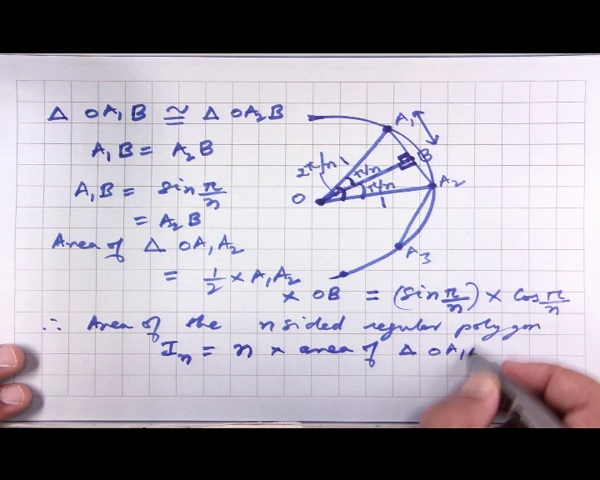 Δ OA₁B ≅ Δ OA₂B
A₁B = A₂B
A₁B = sin π/n
= A₂B
Area of Δ OA₁A₂
= 1/2 × A₁A₂
× OB = (sin π/n) × cos π/n
∴ Area of the n sided regular polygon
Iₙ = n × area of Δ OA₁
A₁
B
A₂
A₃
O
2π/n
π/n
π/n
1
1